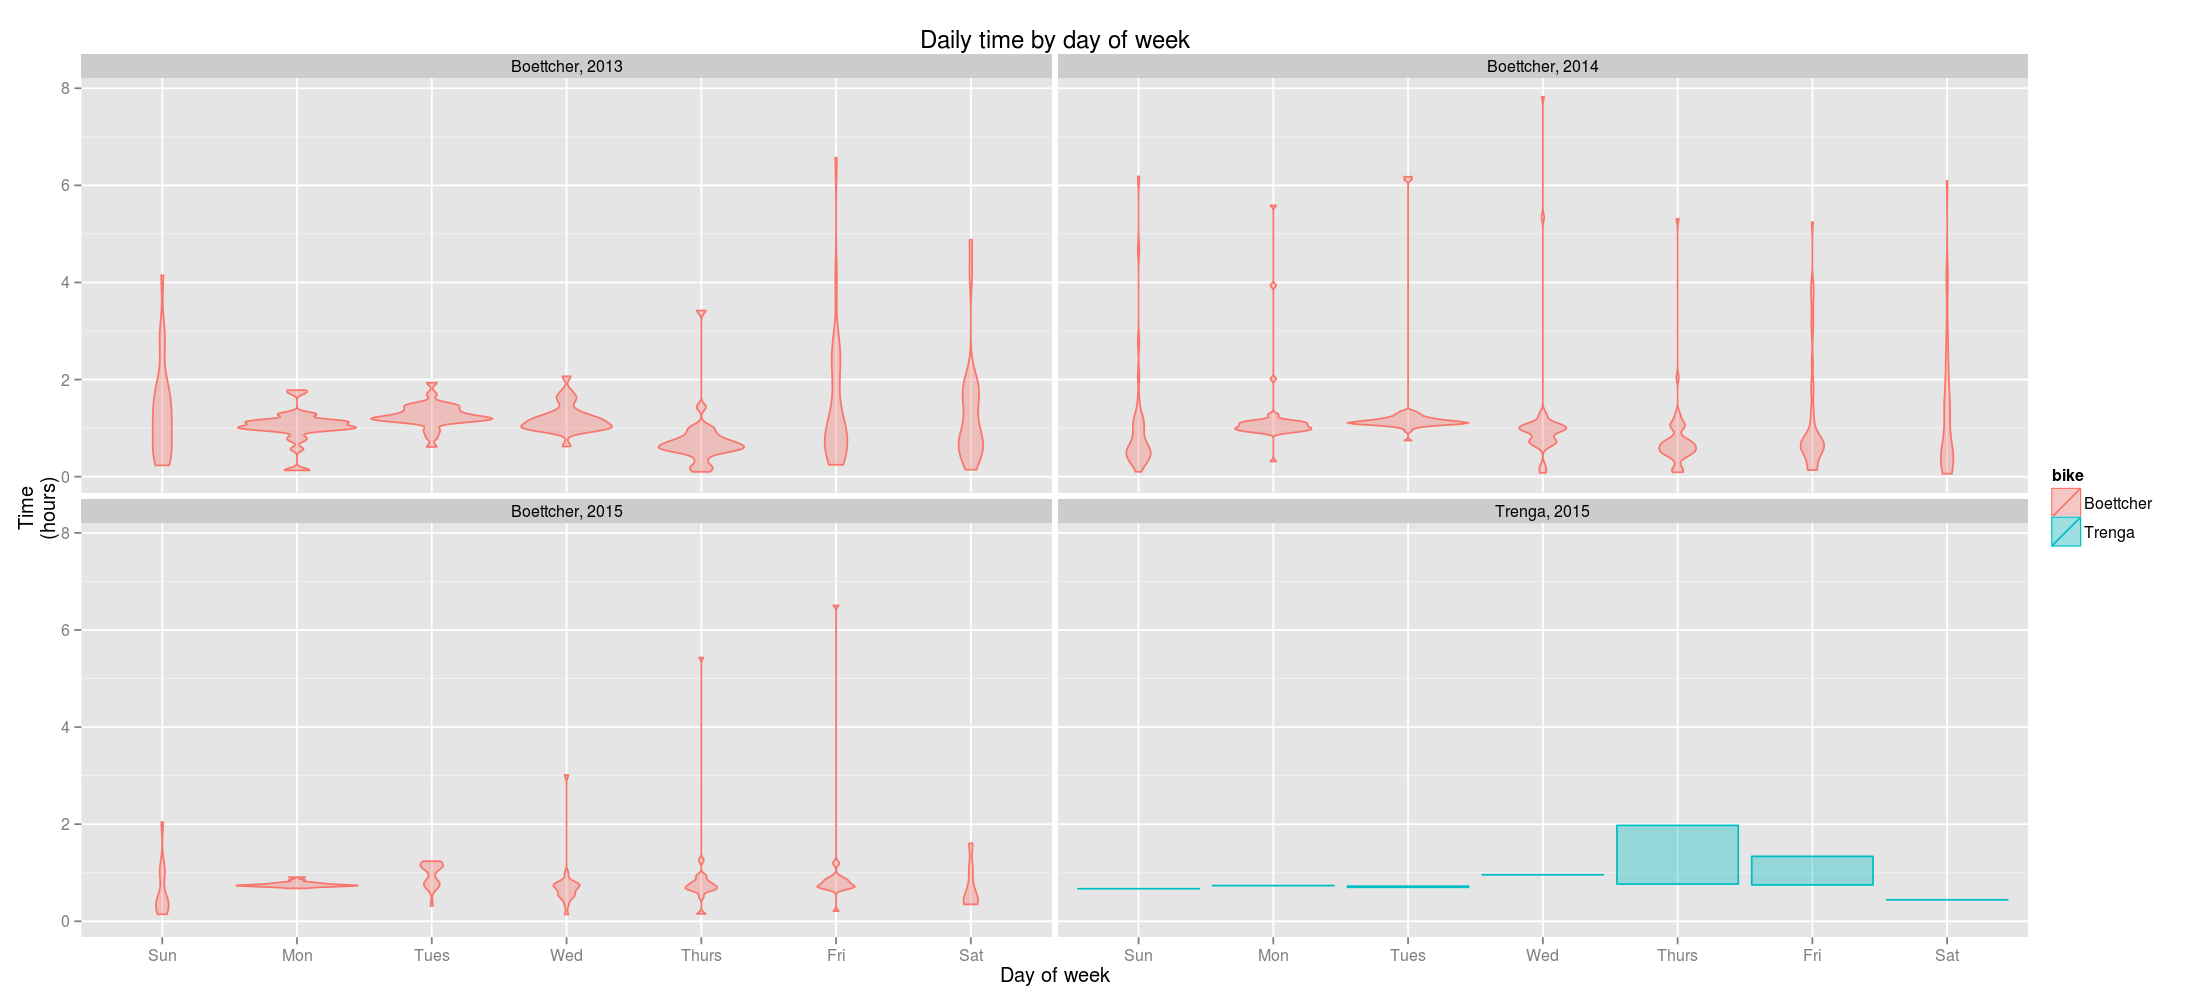 Daily time by day of week
Boettcher, 2013
Boettcher, 2014
8
6
4
2
0
Boettcher, 2015
Trenga, 2015
8
6
4
2
0
Time
(hours)
Sun Mon Tues Wed Thurs Fri Sat
Sun Mon Tues Wed Thurs Fri Sat
Day of week
bike
Boettcher
Trenga